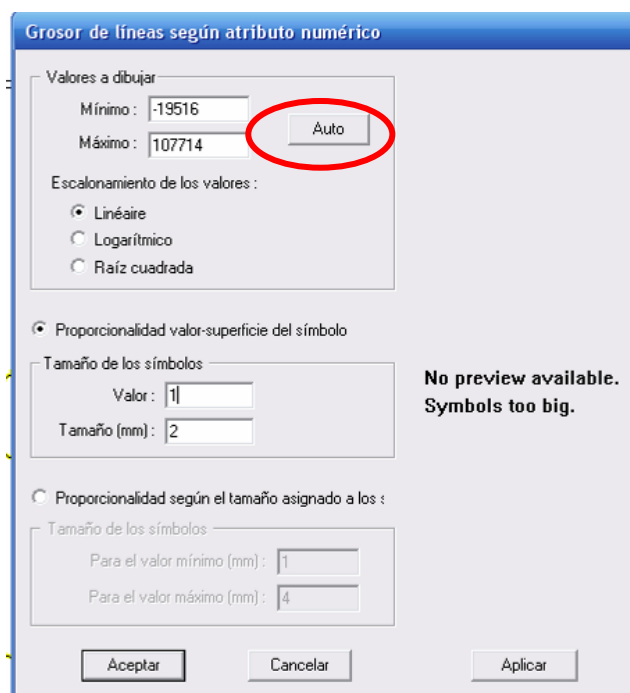 Grosor de líneas según atributo numérico
Valores a dibujar
Mínimo : -19516
Máximo : 107714
Auto
Escalonamiento de los valores :
Linéaire
Logarítmico
Raíz cuadrada
Proporcionalidad valor-superficie del símbolo
Tamaño de los símbolos
Valor : 1
Tamaño (mm) : 2
No preview available.
Symbols too big.
Proporcionalidad según el tamaño asignado a los s
Tamaño de los símbolos
Para el valor mínimo (mm) : 1
Para el valor máximo (mm) : 4
Aceptar Cancelar Aplicar